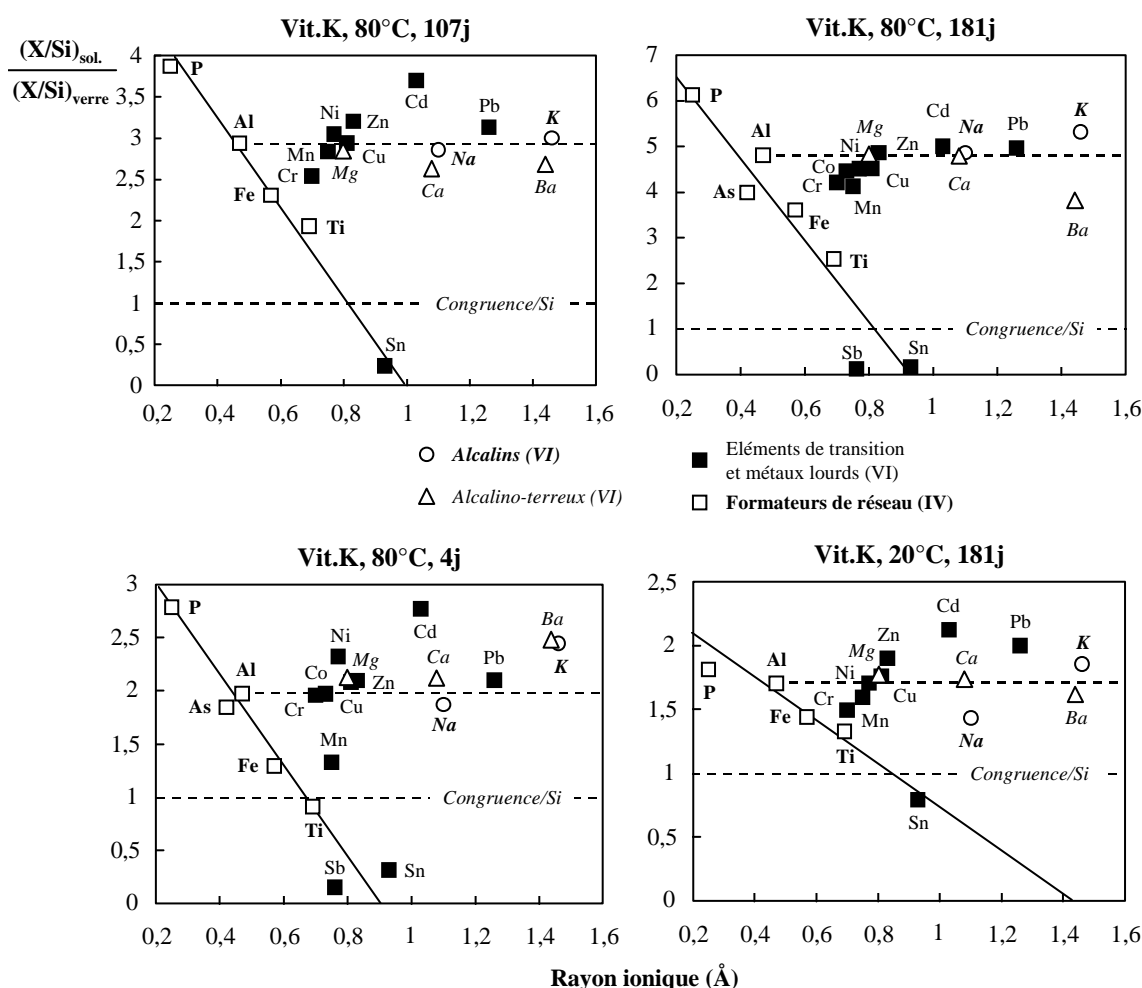 (X/Si)sol.
(X/Si)verre
Vit.K, 80°C, 107j
4
3,5
3
2,5
2
1,5
1
0,5
0
P
Al
Fe
Ti
Ni
Zn
Mn
Cr
Mg
Cu
Cd
Pb
K
Na
Ca
Ba
Congruence/Si
Sn
0,2 0,4 0,6 0,8 1 1,2 1,4 1,6
Vit.K, 80°C, 181j
7
6
5
4
3
2
1
0
P
Al
As
Fe
Ti
Ni
Mg
Zn
Co
Cr
Cu
Mn
Cd
Na
Pb
K
Ca
Ba
Congruence/Si
Sb
Sn
0,2 0,4 0,6 0,8 1 1,2 1,4 1,6
Alcalins (VI)
Alcalino-terreux (VI)
Eléments de transition
et métaux lourds (VI)
Formateurs de réseau (IV)
Vit.K, 80°C, 4j
3
2,5
2
1,5
1
0,5
0
P
Al
As
Fe
Ti
Ni
Co
Mg
Cr
Cu
Zn
Mn
Cd
Ca
Na
Pb
Ba
K
Congruence/Si
Sb
Sn
0,2 0,4 0,6 0,8 1 1,2 1,4 1,6
Vit.K, 20°C, 181j
2,5
2
1,5
1
0,5
0
P
Al
Fe
Ti
Zn
Mg
Ni
Cr
Cu
Mn
Cd
Ca
Pb
K
Na
Ba
Congruence/Si
Sn
0,2 0,4 0,6 0,8 1 1,2 1,4 1,6
Rayon ionique (Å)